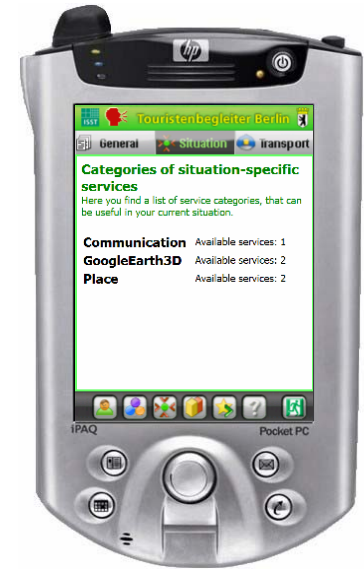 hp
ISST
Touristenbegleiter Berlin
General Situation Transport
Categories of situation-specific
services
Here you find a list of service categories, that can
be useful in your current situation.
Communication Available services: 1
GoogleEarth3D Available services: 2
Place Available services: 2
?
iPAQ Pocket PC